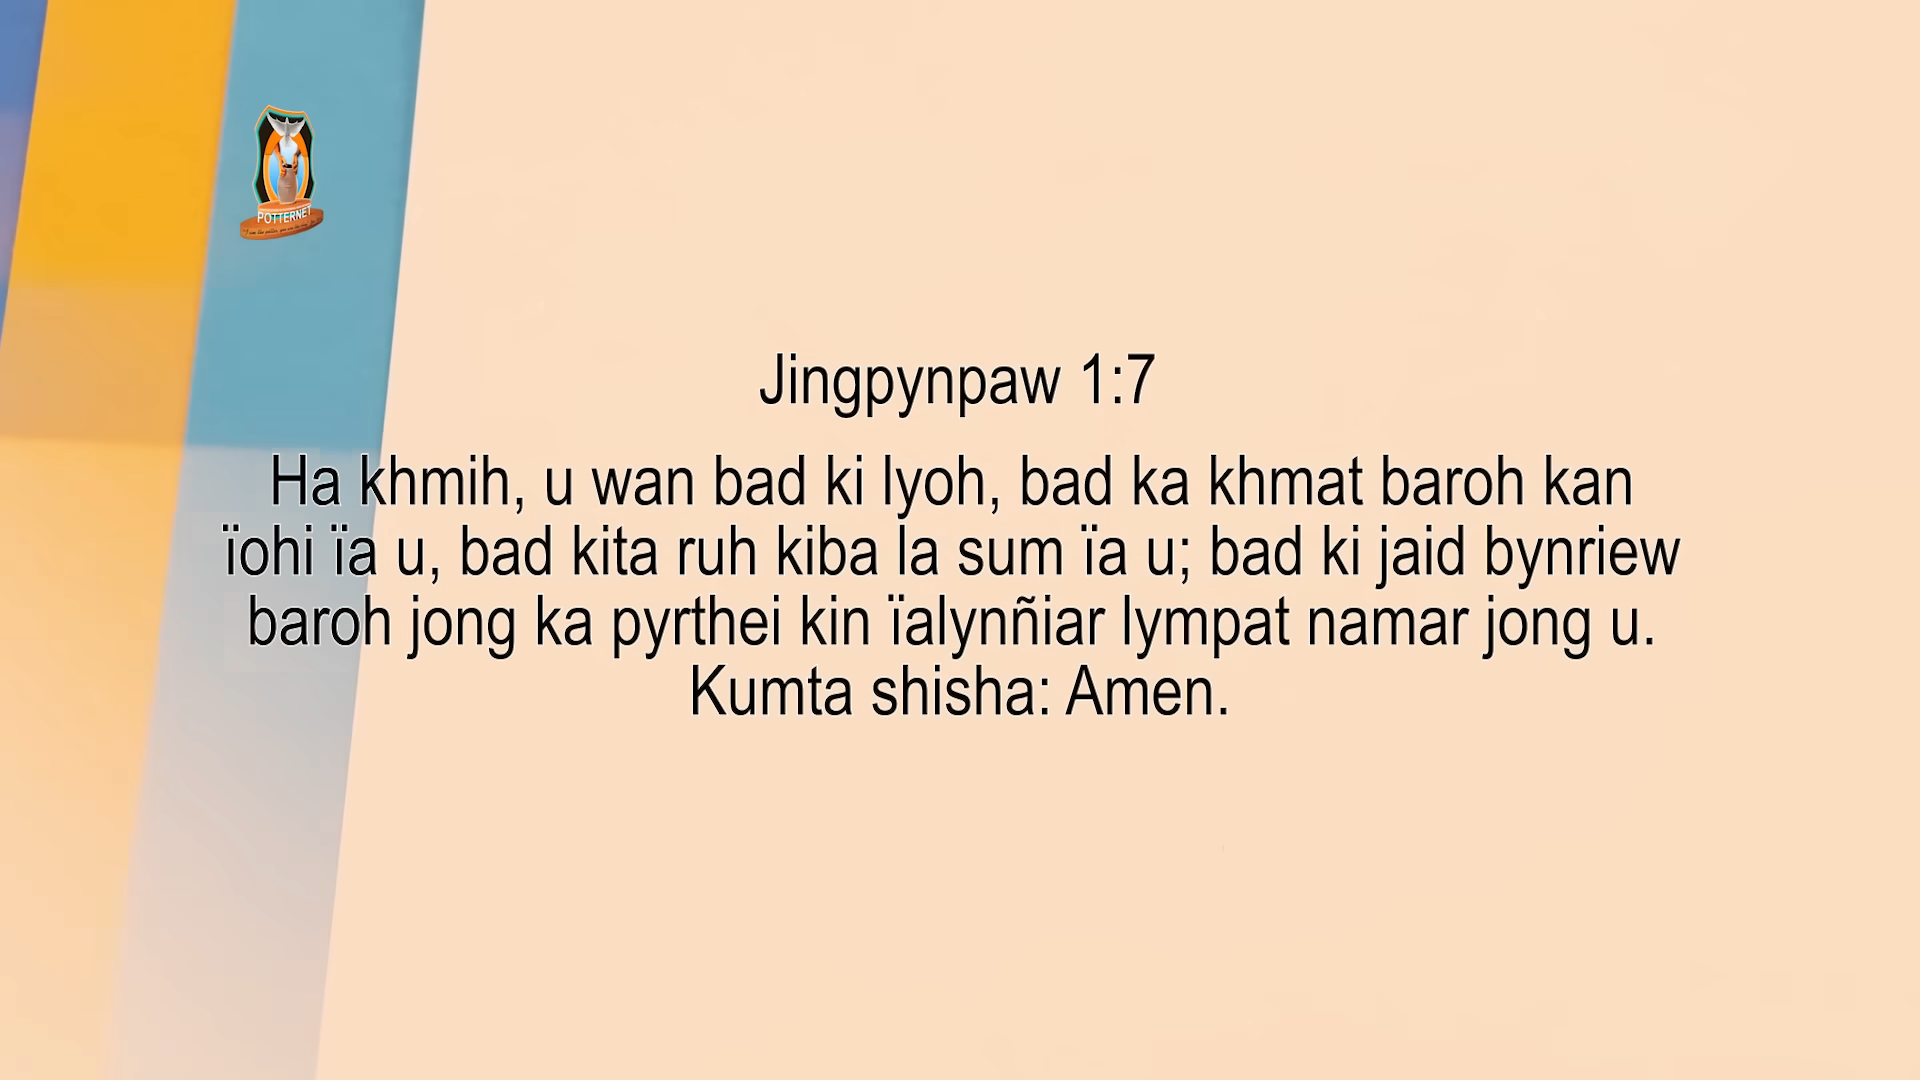 POTTERNET
Jingpynpaw 1:7
Ha khmih, u wan bad ki lyoh, bad ka khmat baroh kan
ïohi ïa u, bad kita ruh kiba la sum ïa u; bad ki jaid bynriew
baroh jong ka pyrthei kin ïalynñiar lympat namar jong u.
Kumta shisha: Amen.